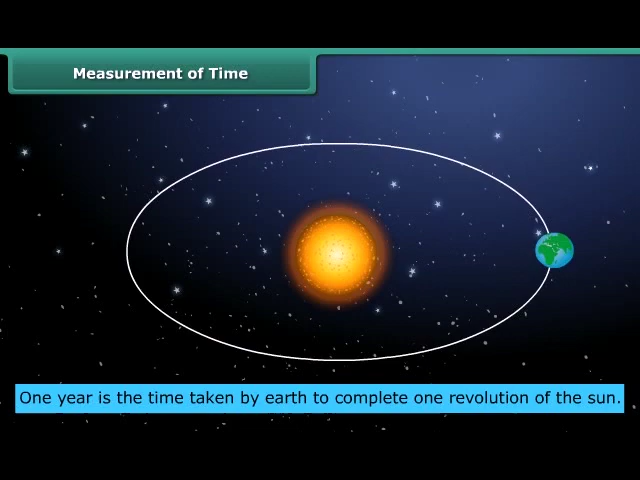 Measurement of Time
One year is the time taken by earth to complete one revolution of the sun.